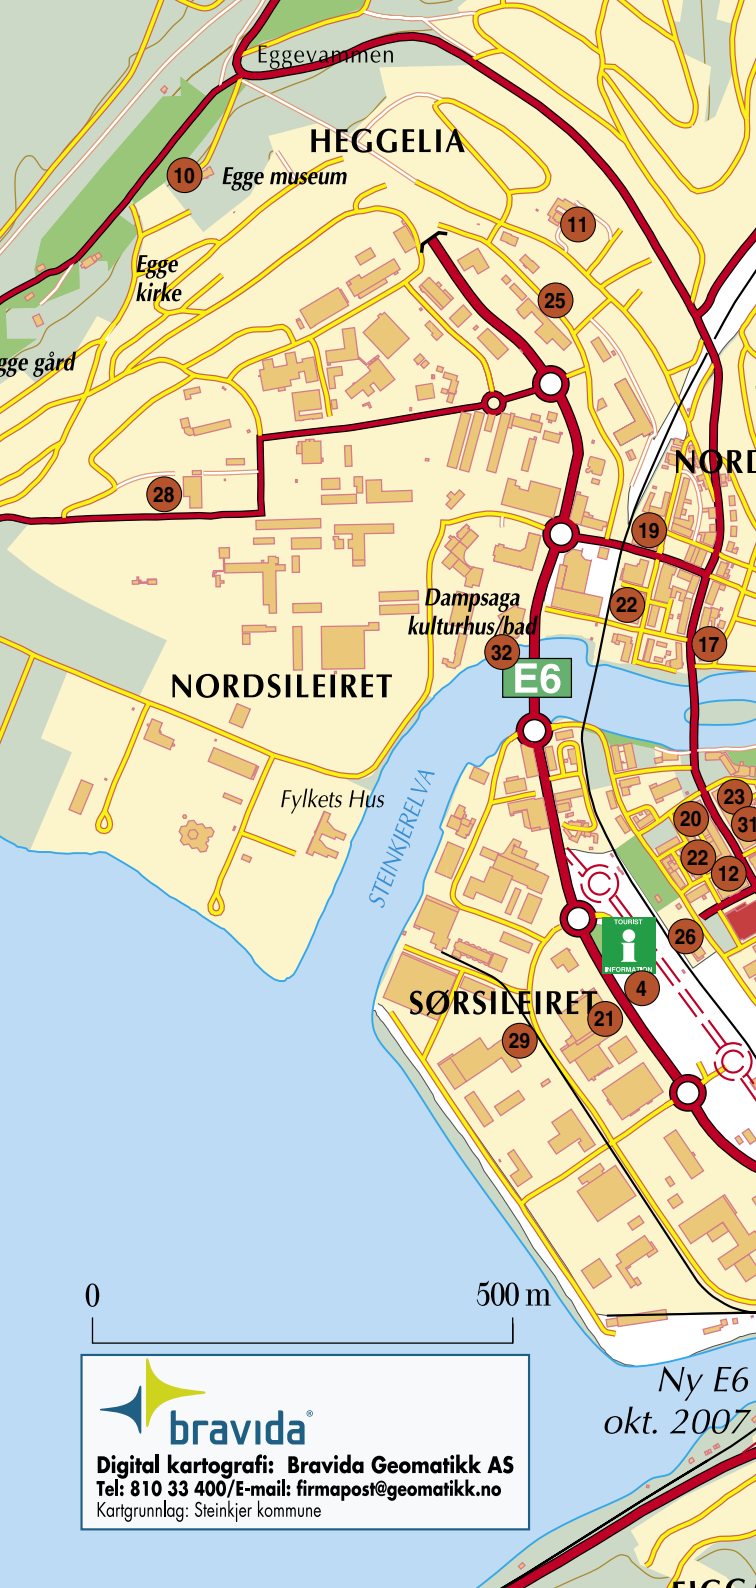 Eggevammen
HEGGELIA
10
Egge museum
11
Egge
kirke
25
gge gård
NORD
28
19
Dampsaga
kulturhus/bad
22
17
32
E6
NORDSILEIRET
STEINKJERELVA
Fylkets Hus
23
20
31
22
12
TOURIST
i
INFORMATION
26
4
SØRSILEIRET
21
29
0
500 m
Ny E6
okt. 2007
bravida®
Digital kartografi: Bravida Geomatikk AS
Tel: 810 33 400/E-mail: firmapost@geomatikk.no
Kartgrunnlag: Steinkjer kommune